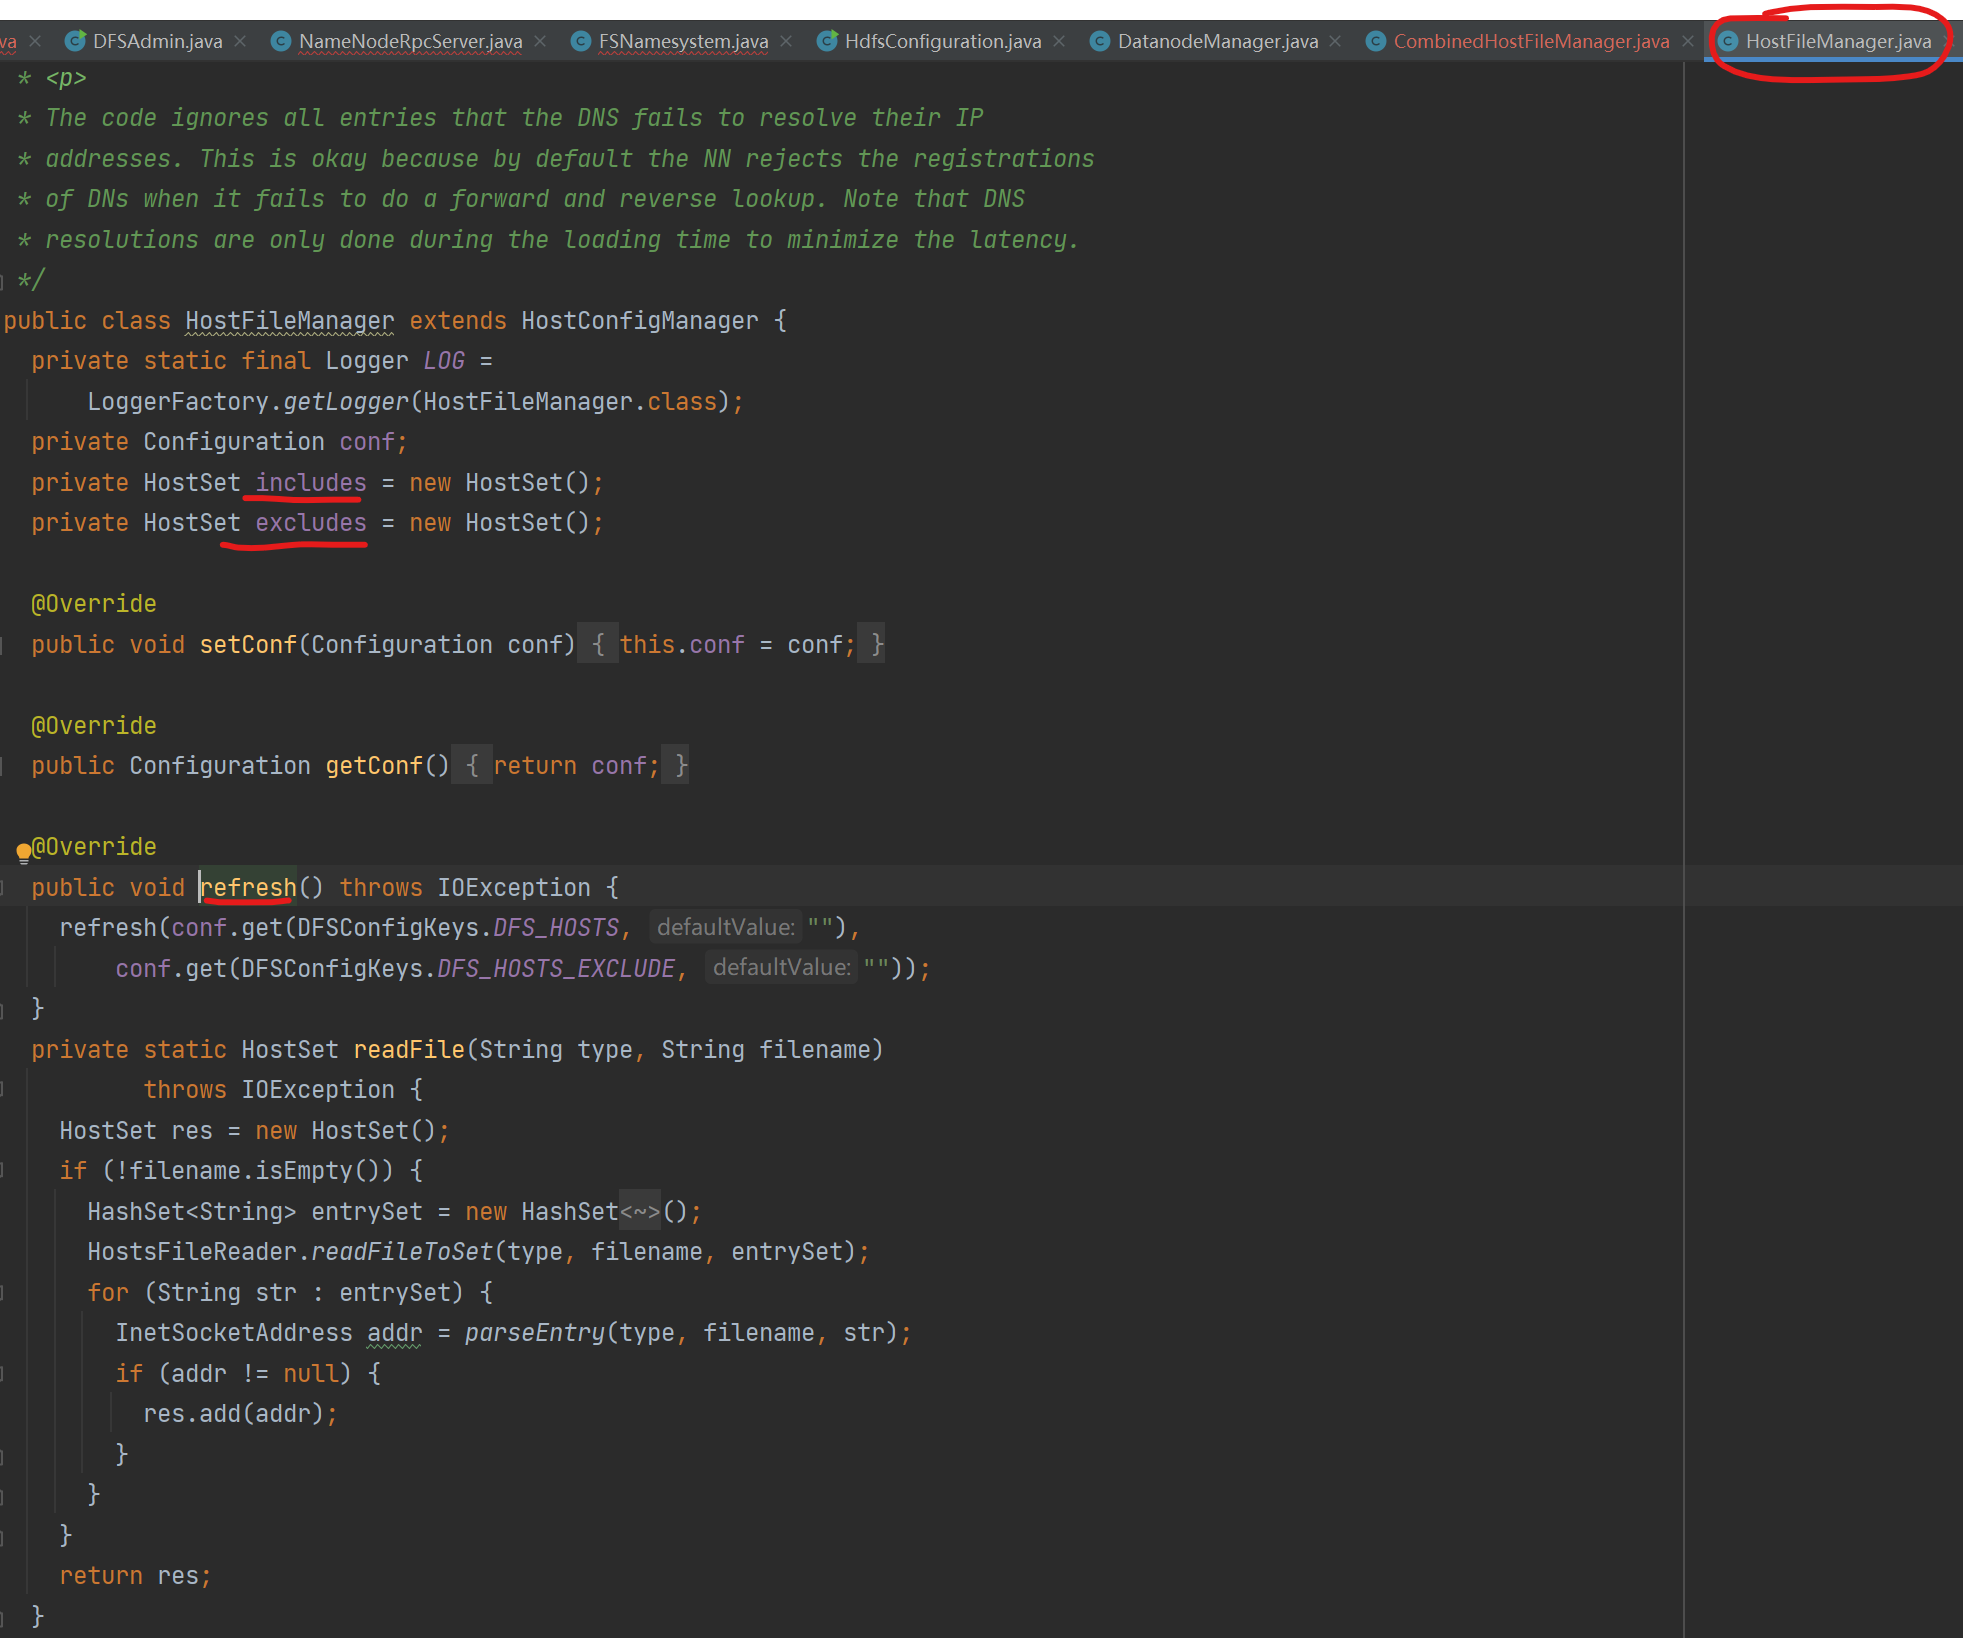 va DFSAdmin.java NameNodeRpcServer.java FSNamesystem.java HdfsConfiguration.java DatanodeManager.java CombinedHostFileManager.java HostFileManager.java
* <p>
* The code ignores all entries that the DNS fails to resolve their IP
* addresses. This is okay because by default the NN rejects the registrations
* of DNs when it fails to do a forward and reverse lookup. Note that DNS
* resolutions are only done during the loading time to minimize the latency.
*/
public class HostFileManager extends HostConfigManager {
private static final Logger LOG =
LoggerFactory.getLogger(HostFileManager.class);
private Configuration conf;
private HostSet includes = new HostSet();
private HostSet excludes = new HostSet();
@Override
public void setConf(Configuration conf) { this.conf = conf; }
@Override
public Configuration getConf() { return conf; }
@Override
public void refresh() throws IOException {
refresh(conf.get(DFSConfigKeys.DFS_HOSTS, defaultValue: ""),
conf.get(DFSConfigKeys.DFS_HOSTS_EXCLUDE, defaultValue: ""));
}
private static HostSet readFile(String type, String filename)
throws IOException {
HostSet res = new HostSet();
if (!filename.isEmpty()) {
HashSet<String> entrySet = new HashSet<~>();
HostsFileReader.readFileToSet(type, filename, entrySet);
for (String str : entrySet) {
InetSocketAddress addr = parseEntry(type, filename, str);
if (addr != null) {
res.add(addr);
}
}
}
return res;
}